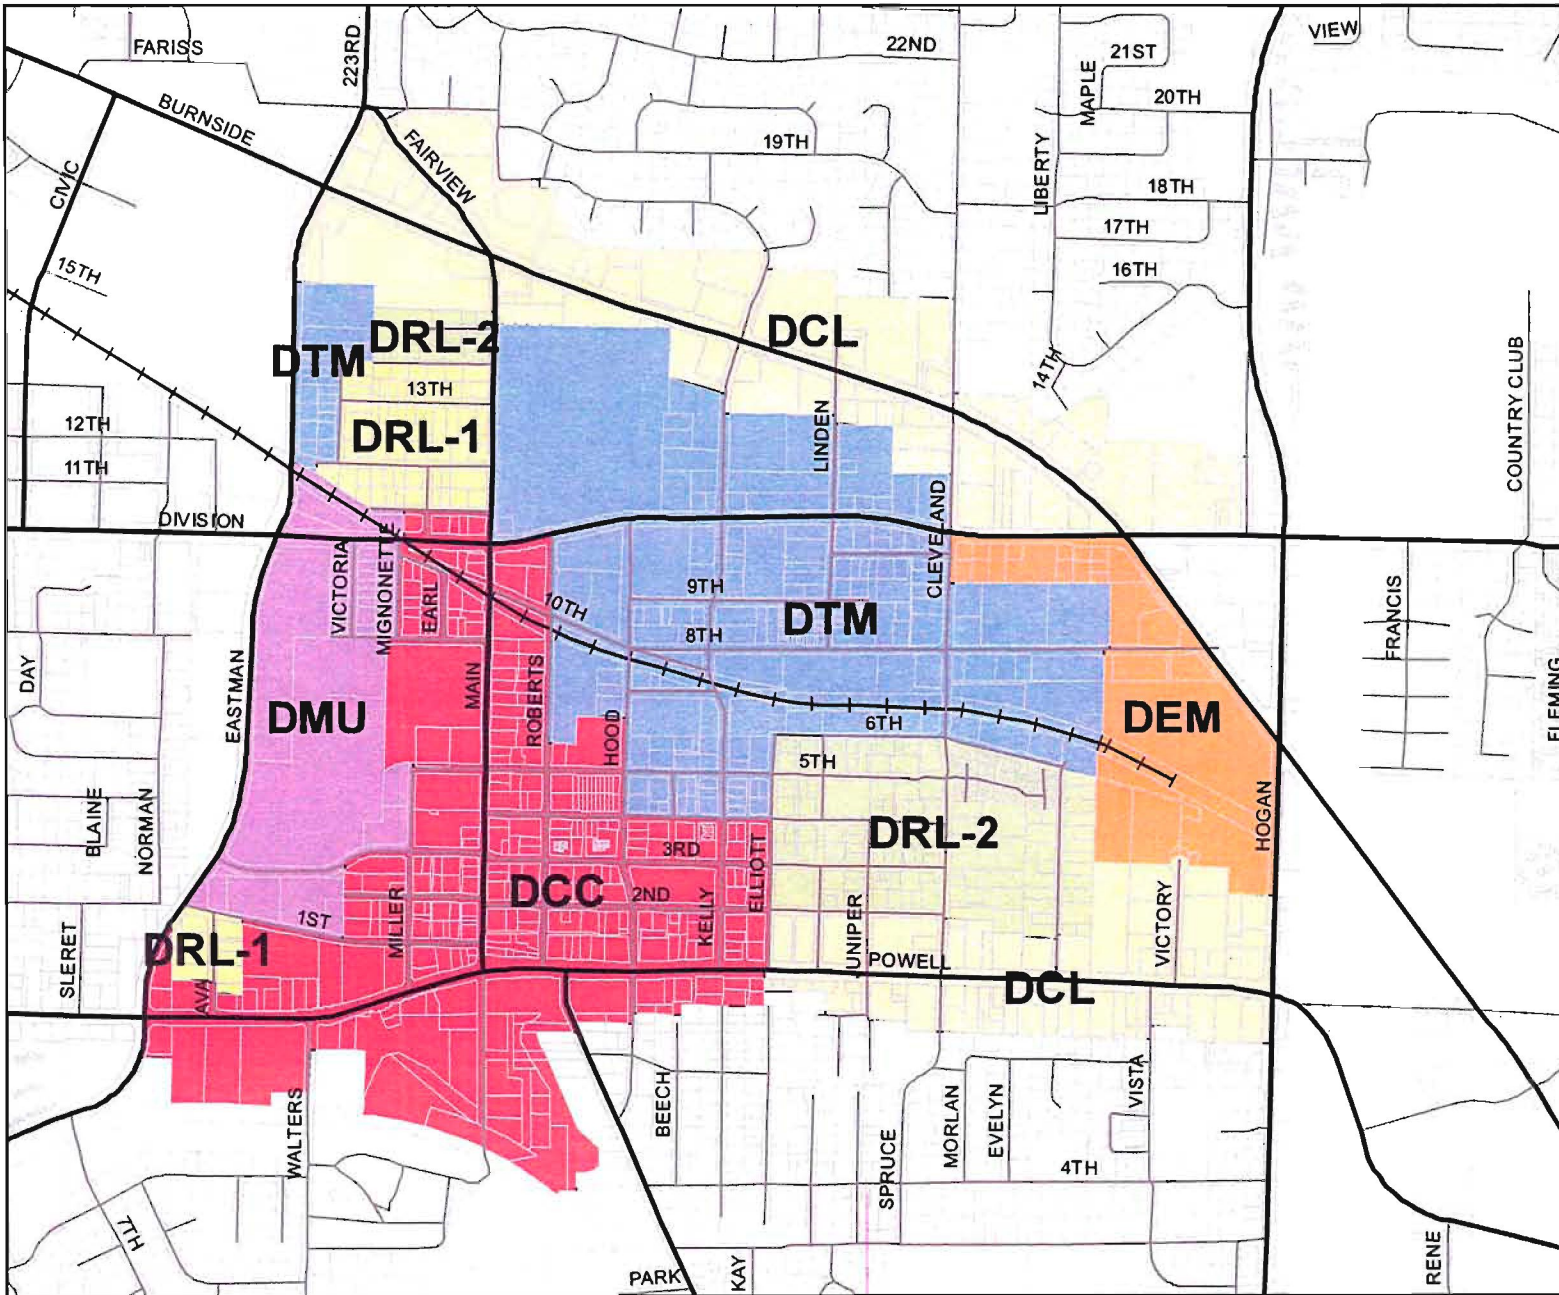 FARISS
223RD
22ND
21ST
VIEW
MAPLE
20TH
BURNSIDE
FAIRVIEW
19TH
CIVIC
LIBERTY
18TH
17TH
15TH
16TH
DRL-2
DTM
DCL
14TH
13TH
COUNTRY CLUB
12TH
DRL-1
LINDEN
11TH
DIVISION
CLEVELAND
VICTORIA
MIGNONETTE
EARL
10TH
9TH
DTM
8TH
FRANCIS
DAY
EASTMAN
DMU
MAIN
ROBERTS
HOOD
6TH
DEM
FLEMING
5TH
BLAINE
NORMAN
DRL-2
HOGAN
3RD
ELLIOTT
DCC
2ND
KELLY
1ST
MILLER
SLERET
DRL-1
AVA
UNIPER
POWELL
VICTORY
DCL
BEECH
WALTERS
SPRUCE
MORLAN
EVELYN
VISTA
4TH
7TH
PARK
KAY
RENE